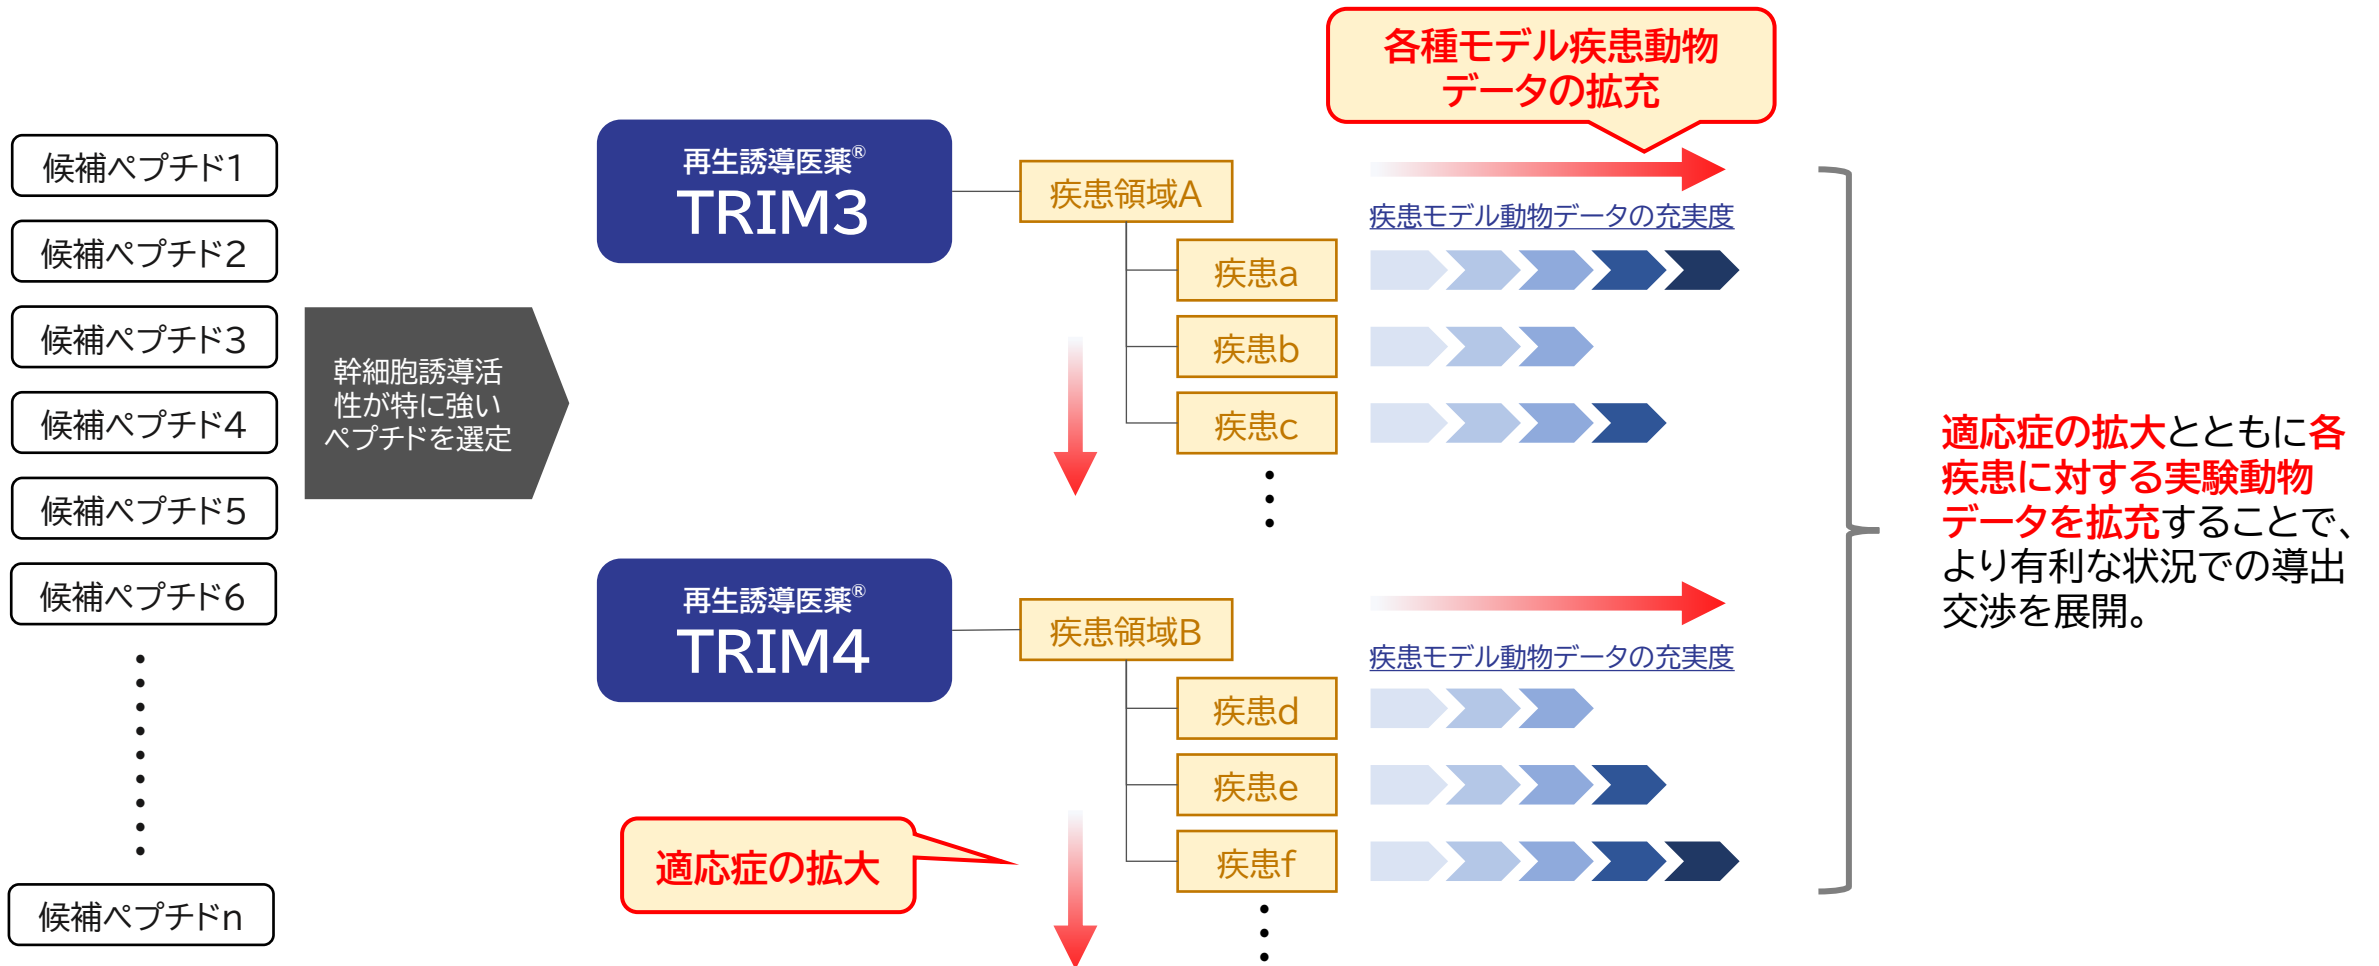 候補ペプチド1
候補ペプチド2
候補ペプチド3
候補ペプチド4
候補ペプチド5
候補ペプチド6
候補ペプチドn
幹細胞誘導活
性が特に強い
ペプチドを選定
再生誘導医薬®
TRIM3
疾患領域A
疾患a
疾患b
疾患c
各種モデル疾患動物
データの拡充
疾患モデル動物データの充実度
再生誘導医薬®
TRIM4
疾患領域B
疾患d
疾患e
疾患f
疾患モデル動物データの充実度
適応症の拡大
適応症の拡大とともに各
疾患に対する実験動物
データを拡充することで、
より有利な状況での導出
交渉を展開。